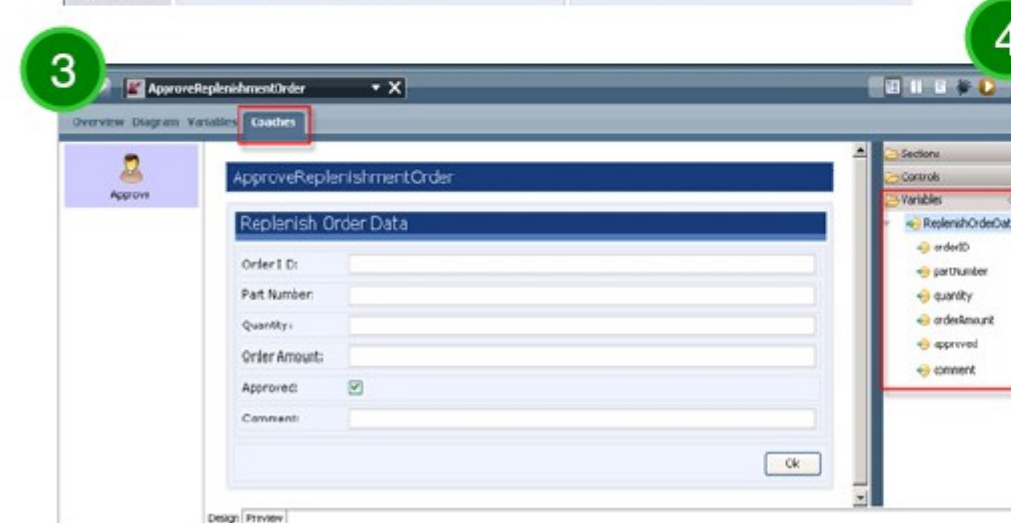 3
4
ApproveReplenishmentOrder
Overview Diagram Variables Coaches
Approve
ApproveReplenishmentOrder
Replenish Order Data
Order I D:
Part Number:
Quantity:
Order Amount:
Approved:
Comment:
Ok
Design Preview
Sections
Controls
Variables
ReplenishOrderDat
orderID
partNumber
quantity
orderAmount
approved
comment